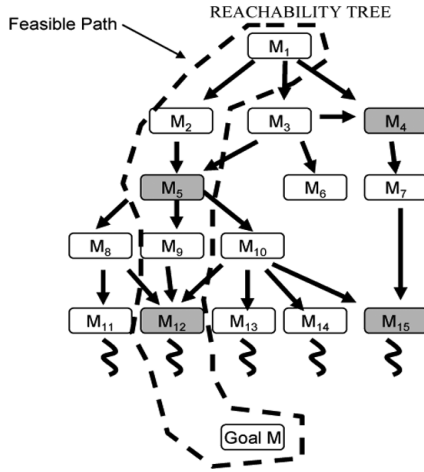 REACHABILITY TREE
Feasible Path
M1
M2 M3 M4
M5 M6 M7
M8 M9 M10
M11 M12 M13 M14 M15
Goal M